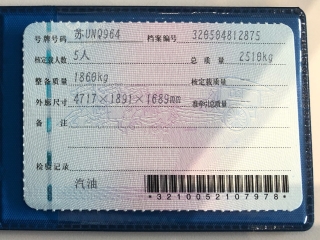 号牌号码 苏UNQ964 档案编号 320504812875
核定载人数 5人 总质量 2510kg
整备质量 1860kg 核定载质量
外廓尺寸 4717×1891×1689mm 准牵引总质量
备注
检验记录
汽油
*3210052107978*